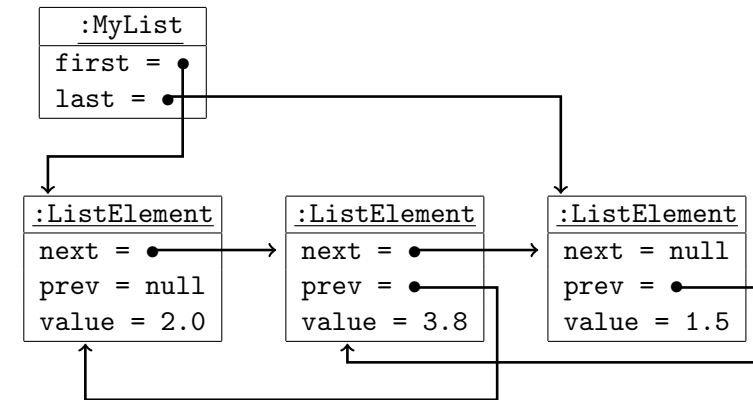 :MyList
first =
last =
:ListElement
next =
prev = null
value = 2.0
:ListElement
next =
prev =
value = 3.8
:ListElement
next = null
prev =
value = 1.5